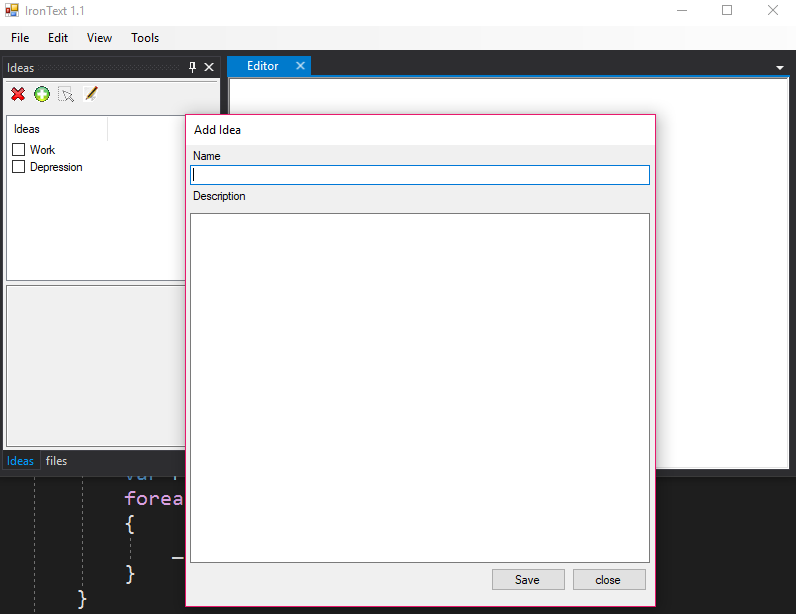 IronText 1.1
File Edit View Tools
Ideas
Editor
Ideas
Work
Depression
Add Idea
Name
Description
Save close
Ideas files
var
forea
{
}
}